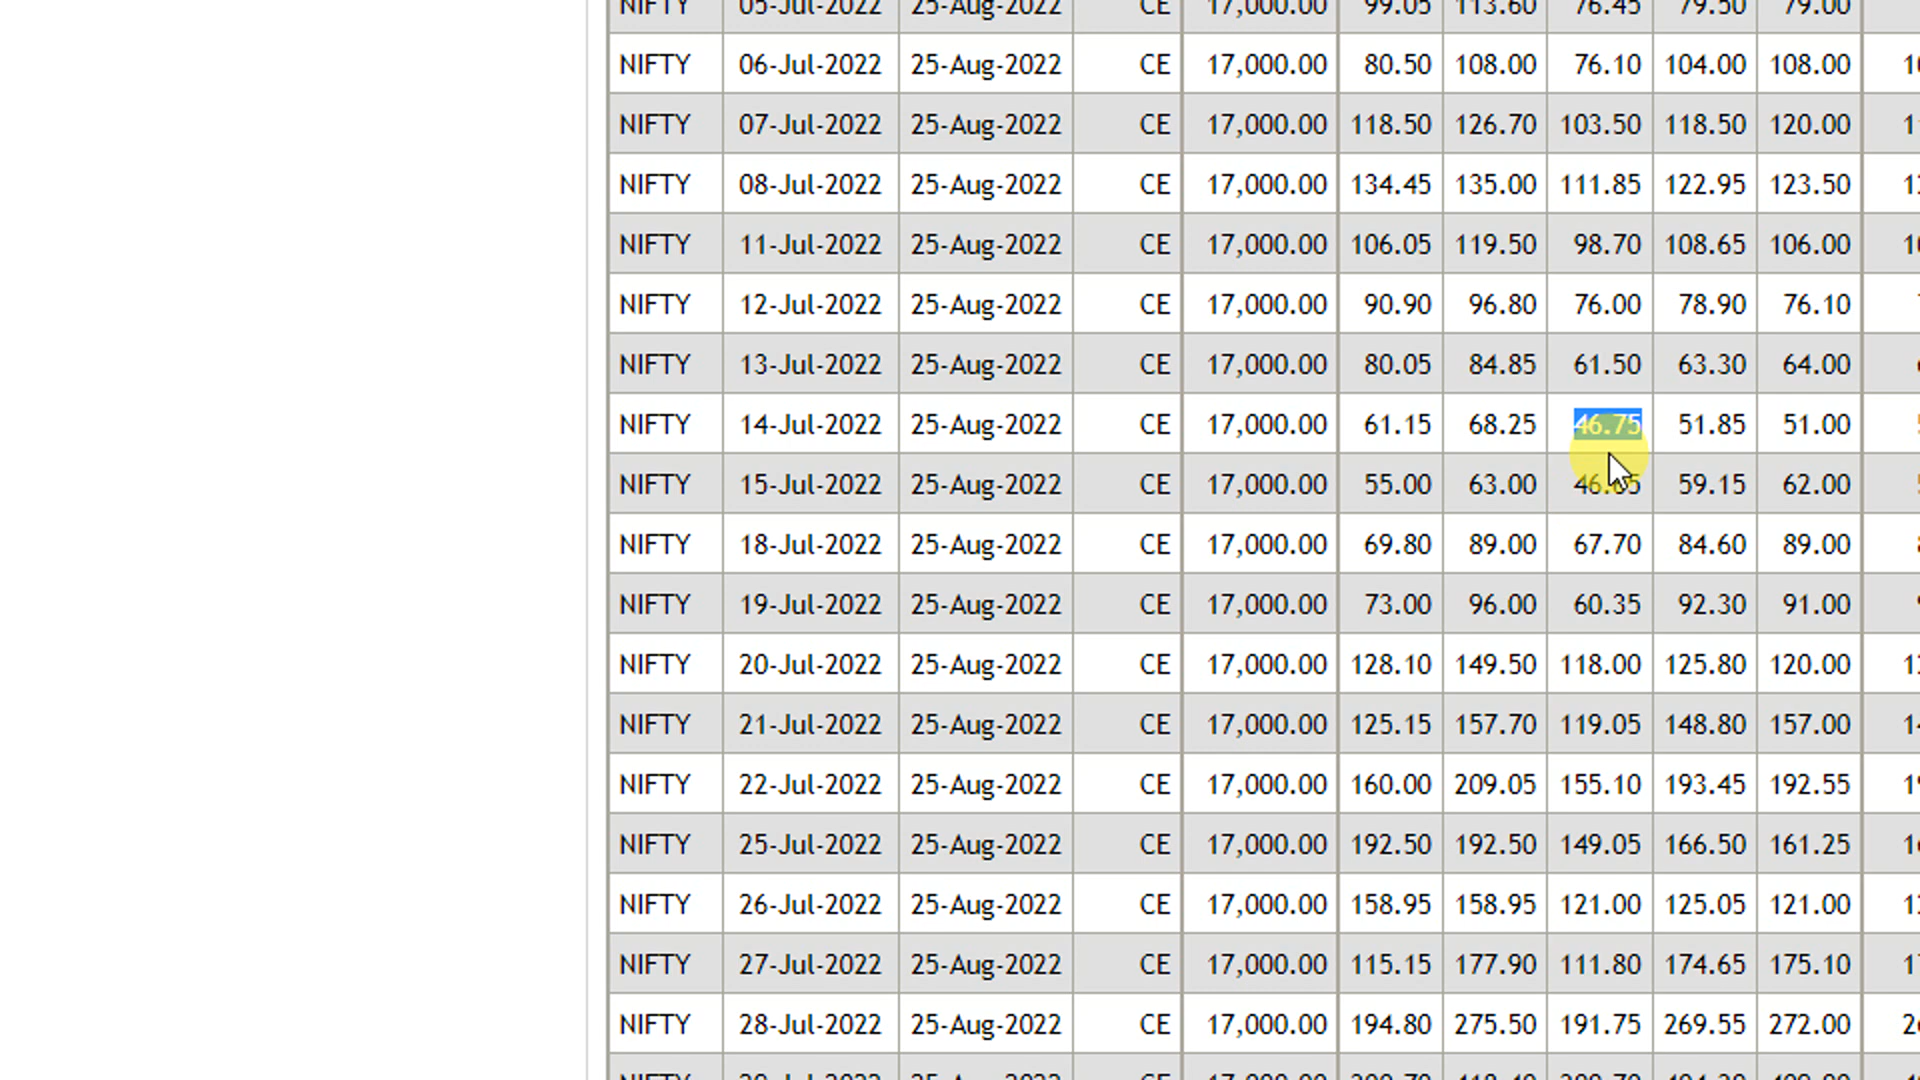 NIFTY 05-Jul-2022 25-Aug-2022 CE 17,000.00 99.05 113.60 76.45 79.50 79.00
NIFTY 06-Jul-2022 25-Aug-2022 CE 17,000.00 80.50 108.00 76.10 104.00 108.00
NIFTY 07-Jul-2022 25-Aug-2022 CE 17,000.00 118.50 126.70 103.50 118.50 120.00
NIFTY 08-Jul-2022 25-Aug-2022 CE 17,000.00 134.45 135.00 111.85 122.95 123.50
NIFTY 11-Jul-2022 25-Aug-2022 CE 17,000.00 106.05 119.50 98.70 108.65 106.00
NIFTY 12-Jul-2022 25-Aug-2022 CE 17,000.00 90.90 96.80 76.00 78.90 76.10
NIFTY 13-Jul-2022 25-Aug-2022 CE 17,000.00 80.05 84.85 61.50 63.30 64.00
NIFTY 14-Jul-2022 25-Aug-2022 CE 17,000.00 61.15 68.25 46.75 51.85 51.00
NIFTY 15-Jul-2022 25-Aug-2022 CE 17,000.00 55.00 63.00 59.15 62.00
NIFTY 18-Jul-2022 25-Aug-2022 CE 17,000.00 69.80 89.00 67.70 84.60 89.00
NIFTY 19-Jul-2022 25-Aug-2022 CE 17,000.00 73.00 96.00 60.35 92.30 91.00
NIFTY 20-Jul-2022 25-Aug-2022 CE 17,000.00 128.10 149.50 118.00 125.80 120.00
NIFTY 21-Jul-2022 25-Aug-2022 CE 17,000.00 125.15 157.70 119.05 148.80 157.00
NIFTY 22-Jul-2022 25-Aug-2022 CE 17,000.00 160.00 209.05 155.10 193.45 192.55
NIFTY 25-Jul-2022 25-Aug-2022 CE 17,000.00 192.50 192.50 149.05 166.50 161.25
NIFTY 26-Jul-2022 25-Aug-2022 CE 17,000.00 158.95 158.95 121.00 125.05 121.00
NIFTY 27-Jul-2022 25-Aug-2022 CE 17,000.00 115.15 177.90 111.80 174.65 175.10
NIFTY 28-Jul-2022 25-Aug-2022 CE 17,000.00 194.80 275.50 191.75 269.55 272.00